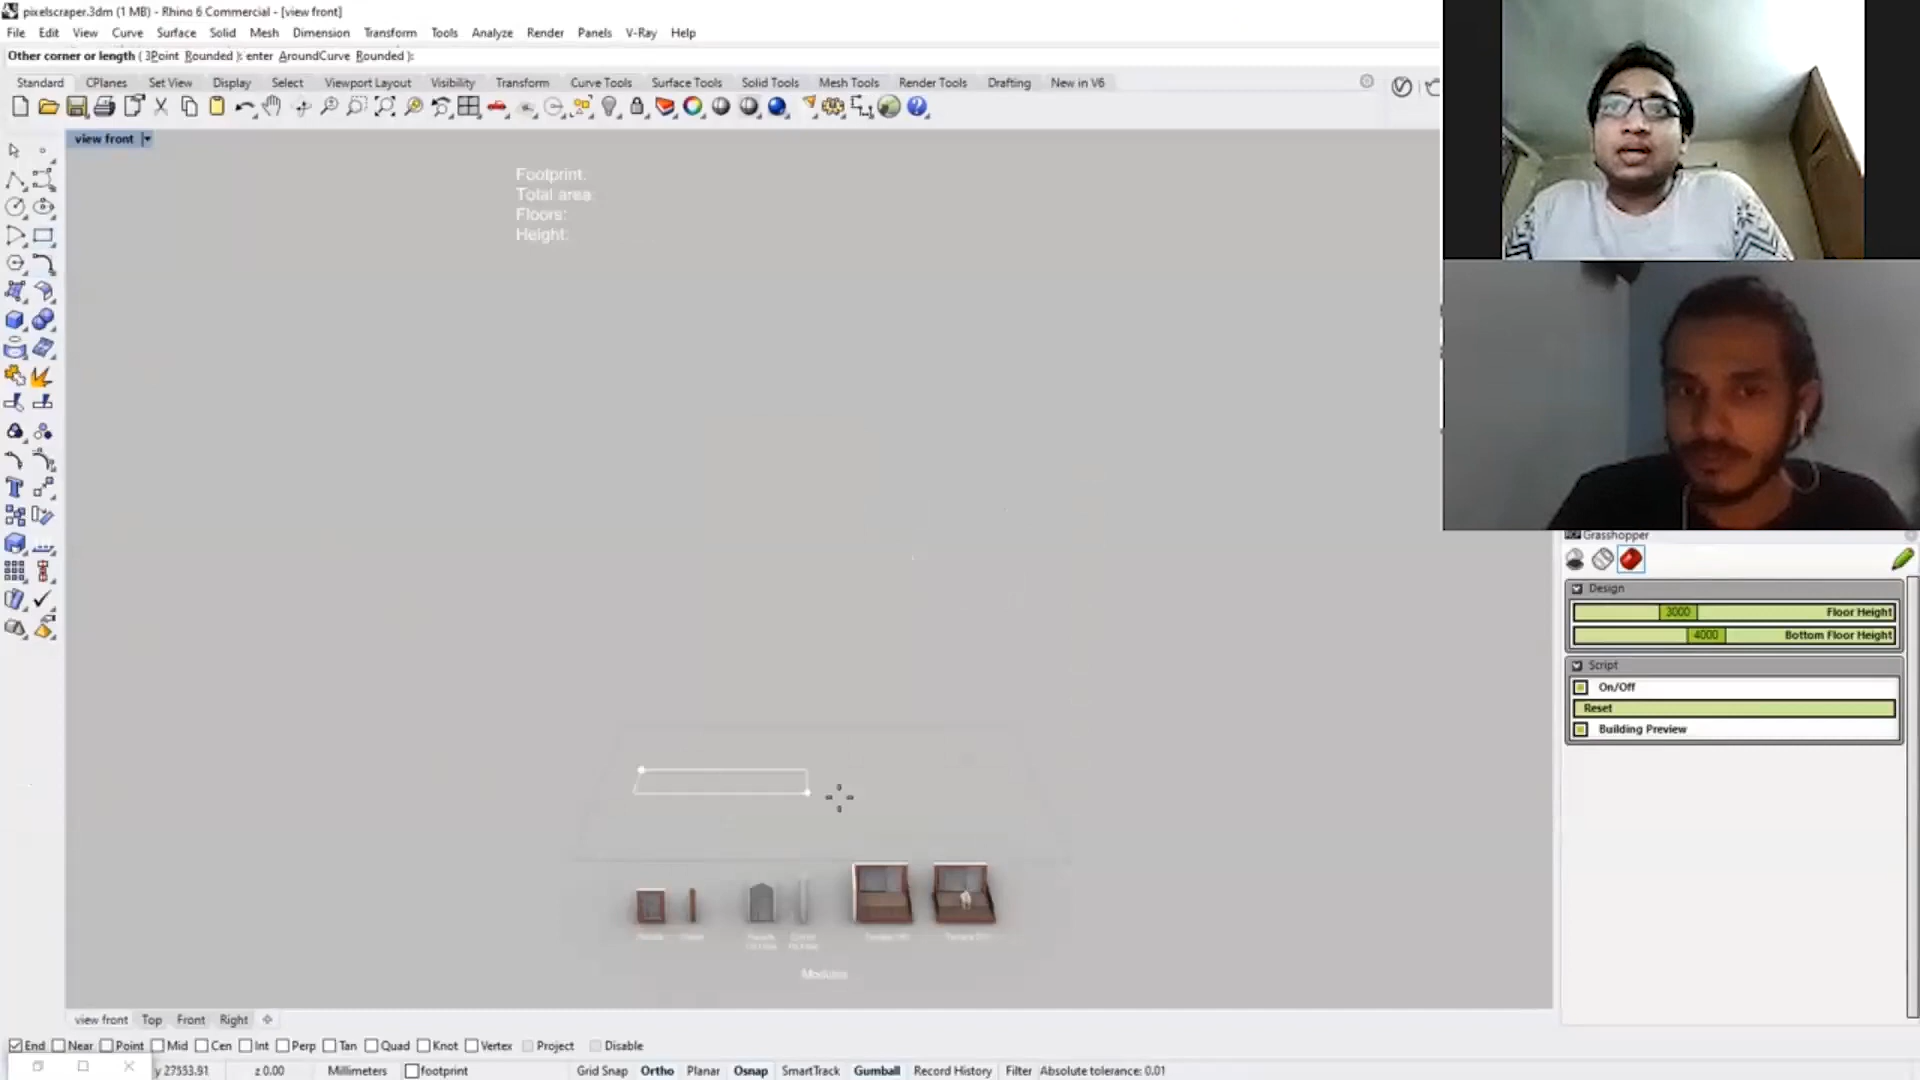 pixelscraper.3dm (1 MB) - Rhino 6 Commercial - [view front]
File Edit View Curve Surface Solid Mesh Dimension Transform Tools Analyze Render Panels V-Ray Help
Other corner or length ( 3Point Rounded ): enter AroundCurve Rounded ):
Standard CPlanes Set View Display Select Viewport Layout Visibility Transform Curve Tools Surface Tools Solid Tools Mesh Tools Render Tools Drafting New in V6
view front
Footprint:
Total area:
Floors:
Height:
Grasshopper
Design
3000 Floor Height
4000 Bottom Floor Height
Script
On/Off
Reset
Building Preview
Modules
view front Top Front Right
End Near Point Mid Cen Int Perp Tan Quad Knot Vertex Project Disable
y 27553.91 z 0.00 Millimeters footprint Grid Snap Ortho Planar Osnap SmartTrack Gumball Record History Filter Absolute tolerance: 0.01